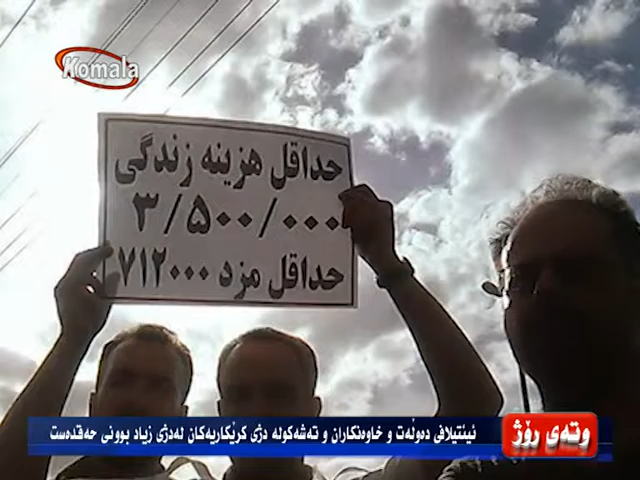 Komala
حداقل هزینه زندگی
۳/۵۰۰/۰۰۰
حداقل مزد ۷۱۲۰۰۰
وتەی رۆژ
ئیئتیلافی دەوڵەت و خاوەنکاران و تەشەکولە دژی کرێکاریەکان لەدژی زیاد بوونی حەقدەست